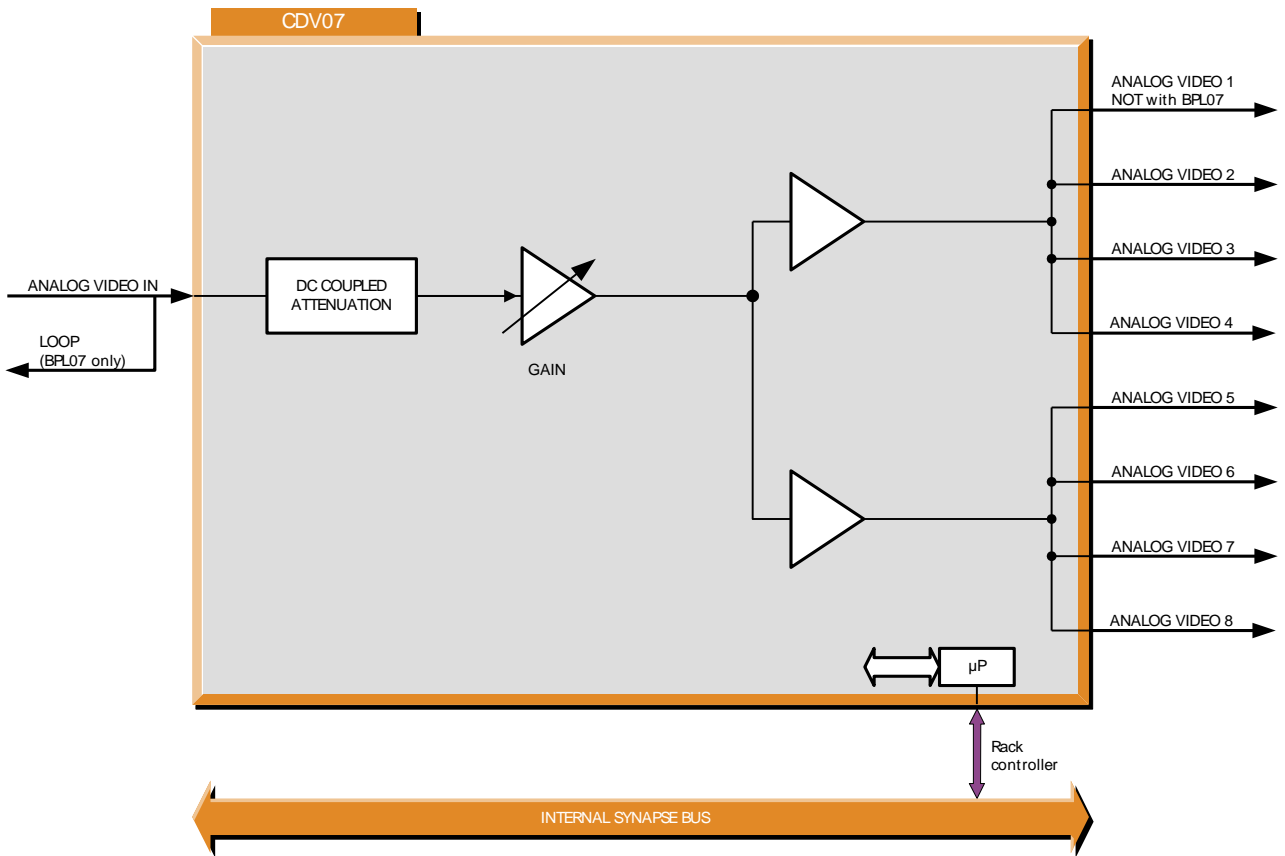 CDV07
ANALOG VIDEO 1
NOT with BPL07
ANALOG VIDEO 2
ANALOG VIDEO 3
ANALOG VIDEO IN
DC COUPLED
ATTENUATION
ANALOG VIDEO 4
LOOP
(BPL07 only)
GAIN
ANALOG VIDEO 5
ANALOG VIDEO 6
ANALOG VIDEO 7
ANALOG VIDEO 8
µP
Rack
controller
INTERNAL SYNAPSE BUS